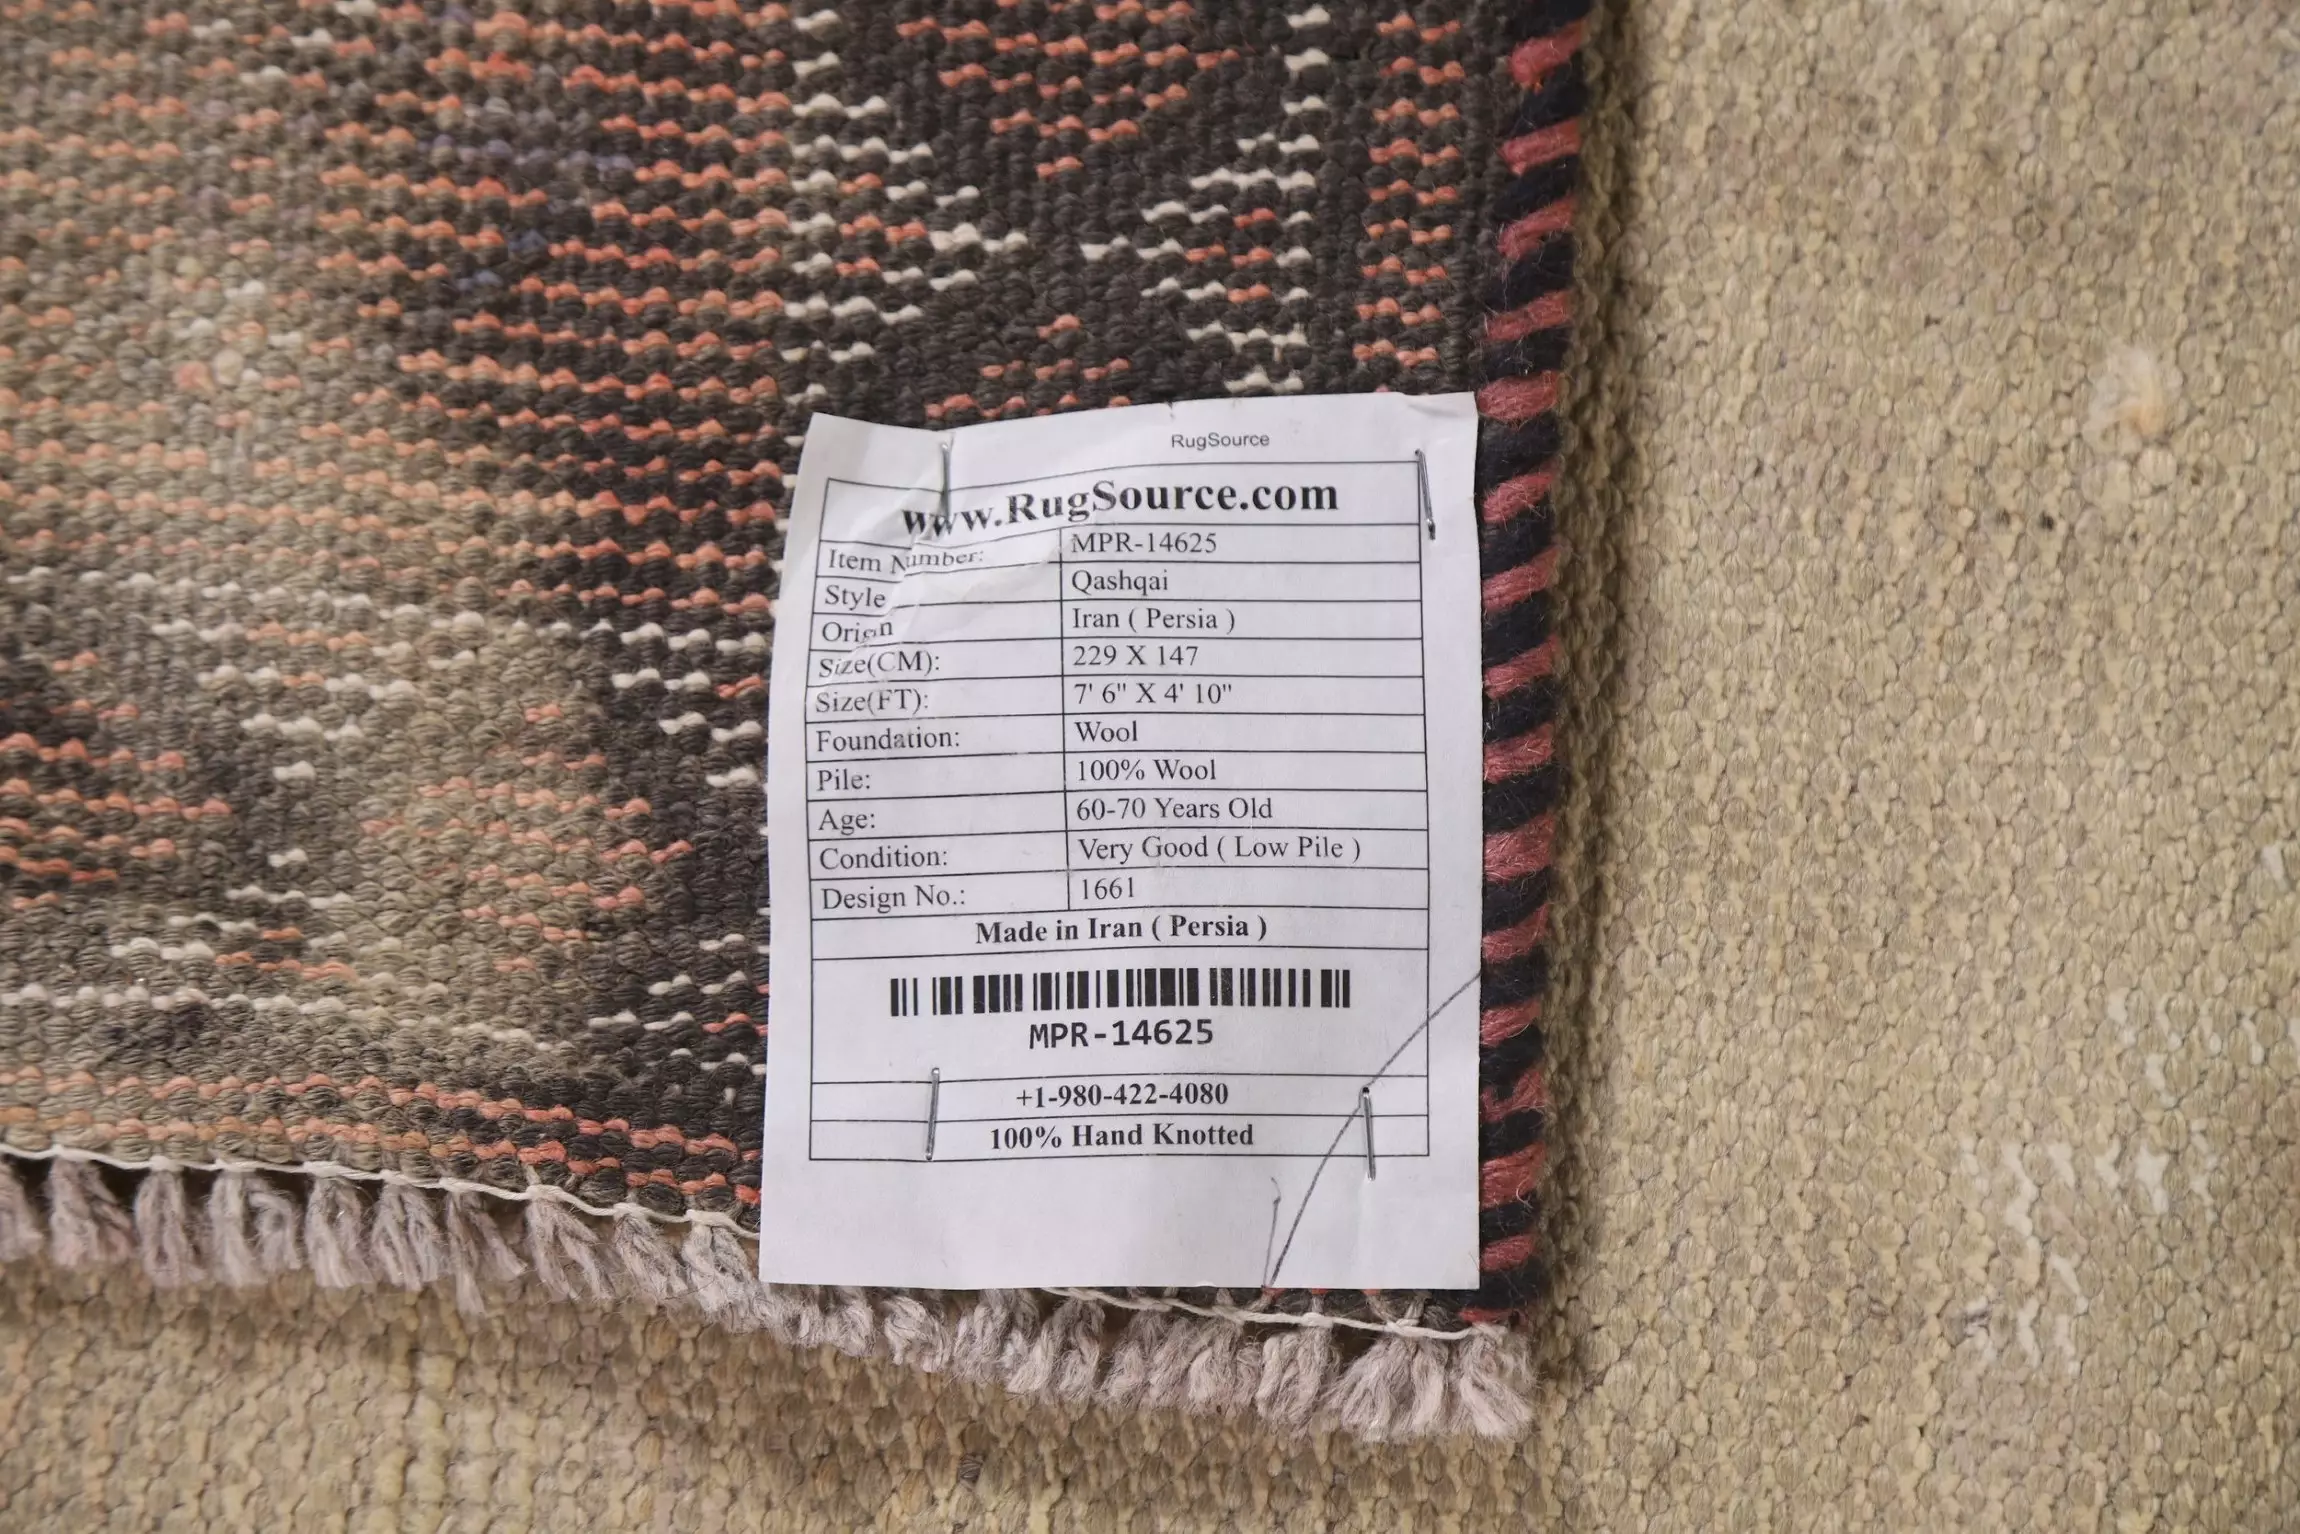 RugSource
www.RugSource.com
Item Number: MPR-14625
Style Qashqai
Origin Iran ( Persia )
Size(CM): 229 X 147
Size(FT): 7' 6" X 4' 10"
Foundation: Wool
Pile: 100% Wool
Age: 60-70 Years Old
Condition: Very Good ( Low Pile )
Design No.: 1661
Made in Iran ( Persia )
MPR-14625
+1-980-422-4080
100% Hand Knotted